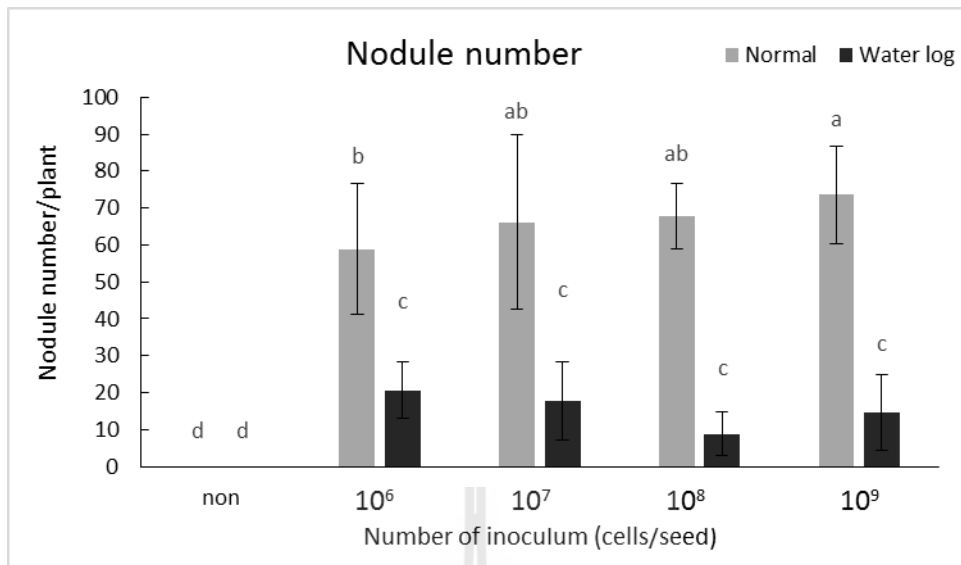 Nodule number
Normal Water log
Nodule number/plant
100
90
80
70
60
50
40
30
20
10
0
d d
b
c
ab
c
ab
c
a
c
non 10⁶ 10⁷ 10⁸ 10⁹
Number of inoculum (cells/seed)